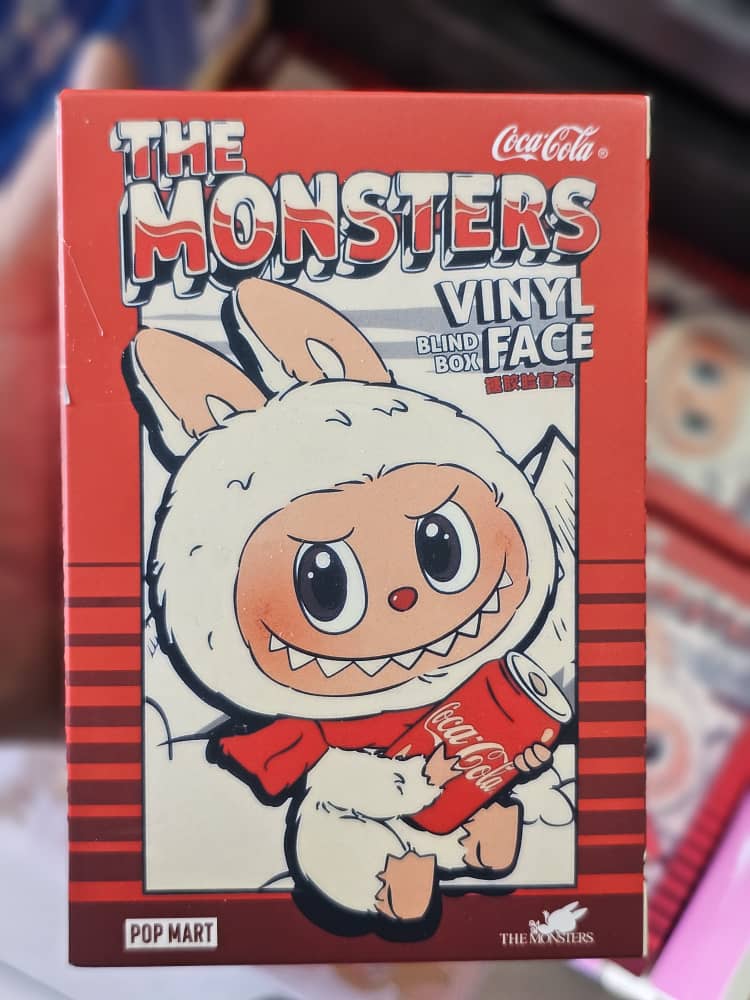 THE
MONSTERS
Coca-Cola®
VINYL
FACE
BLIND
BOX
搪胶脸盲盒
Coca-Cola
POP MART
THE MONSTERS